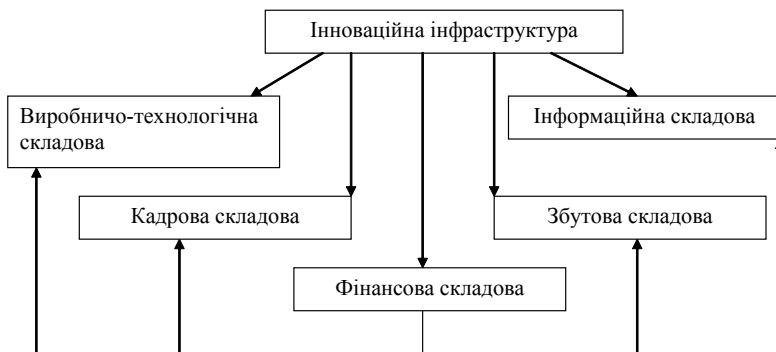 Інноваційна інфраструктура
Виробничо-технологічна
складова
Інформаційна складова
Кадрова складова
Збутова складова
Фінансова складова